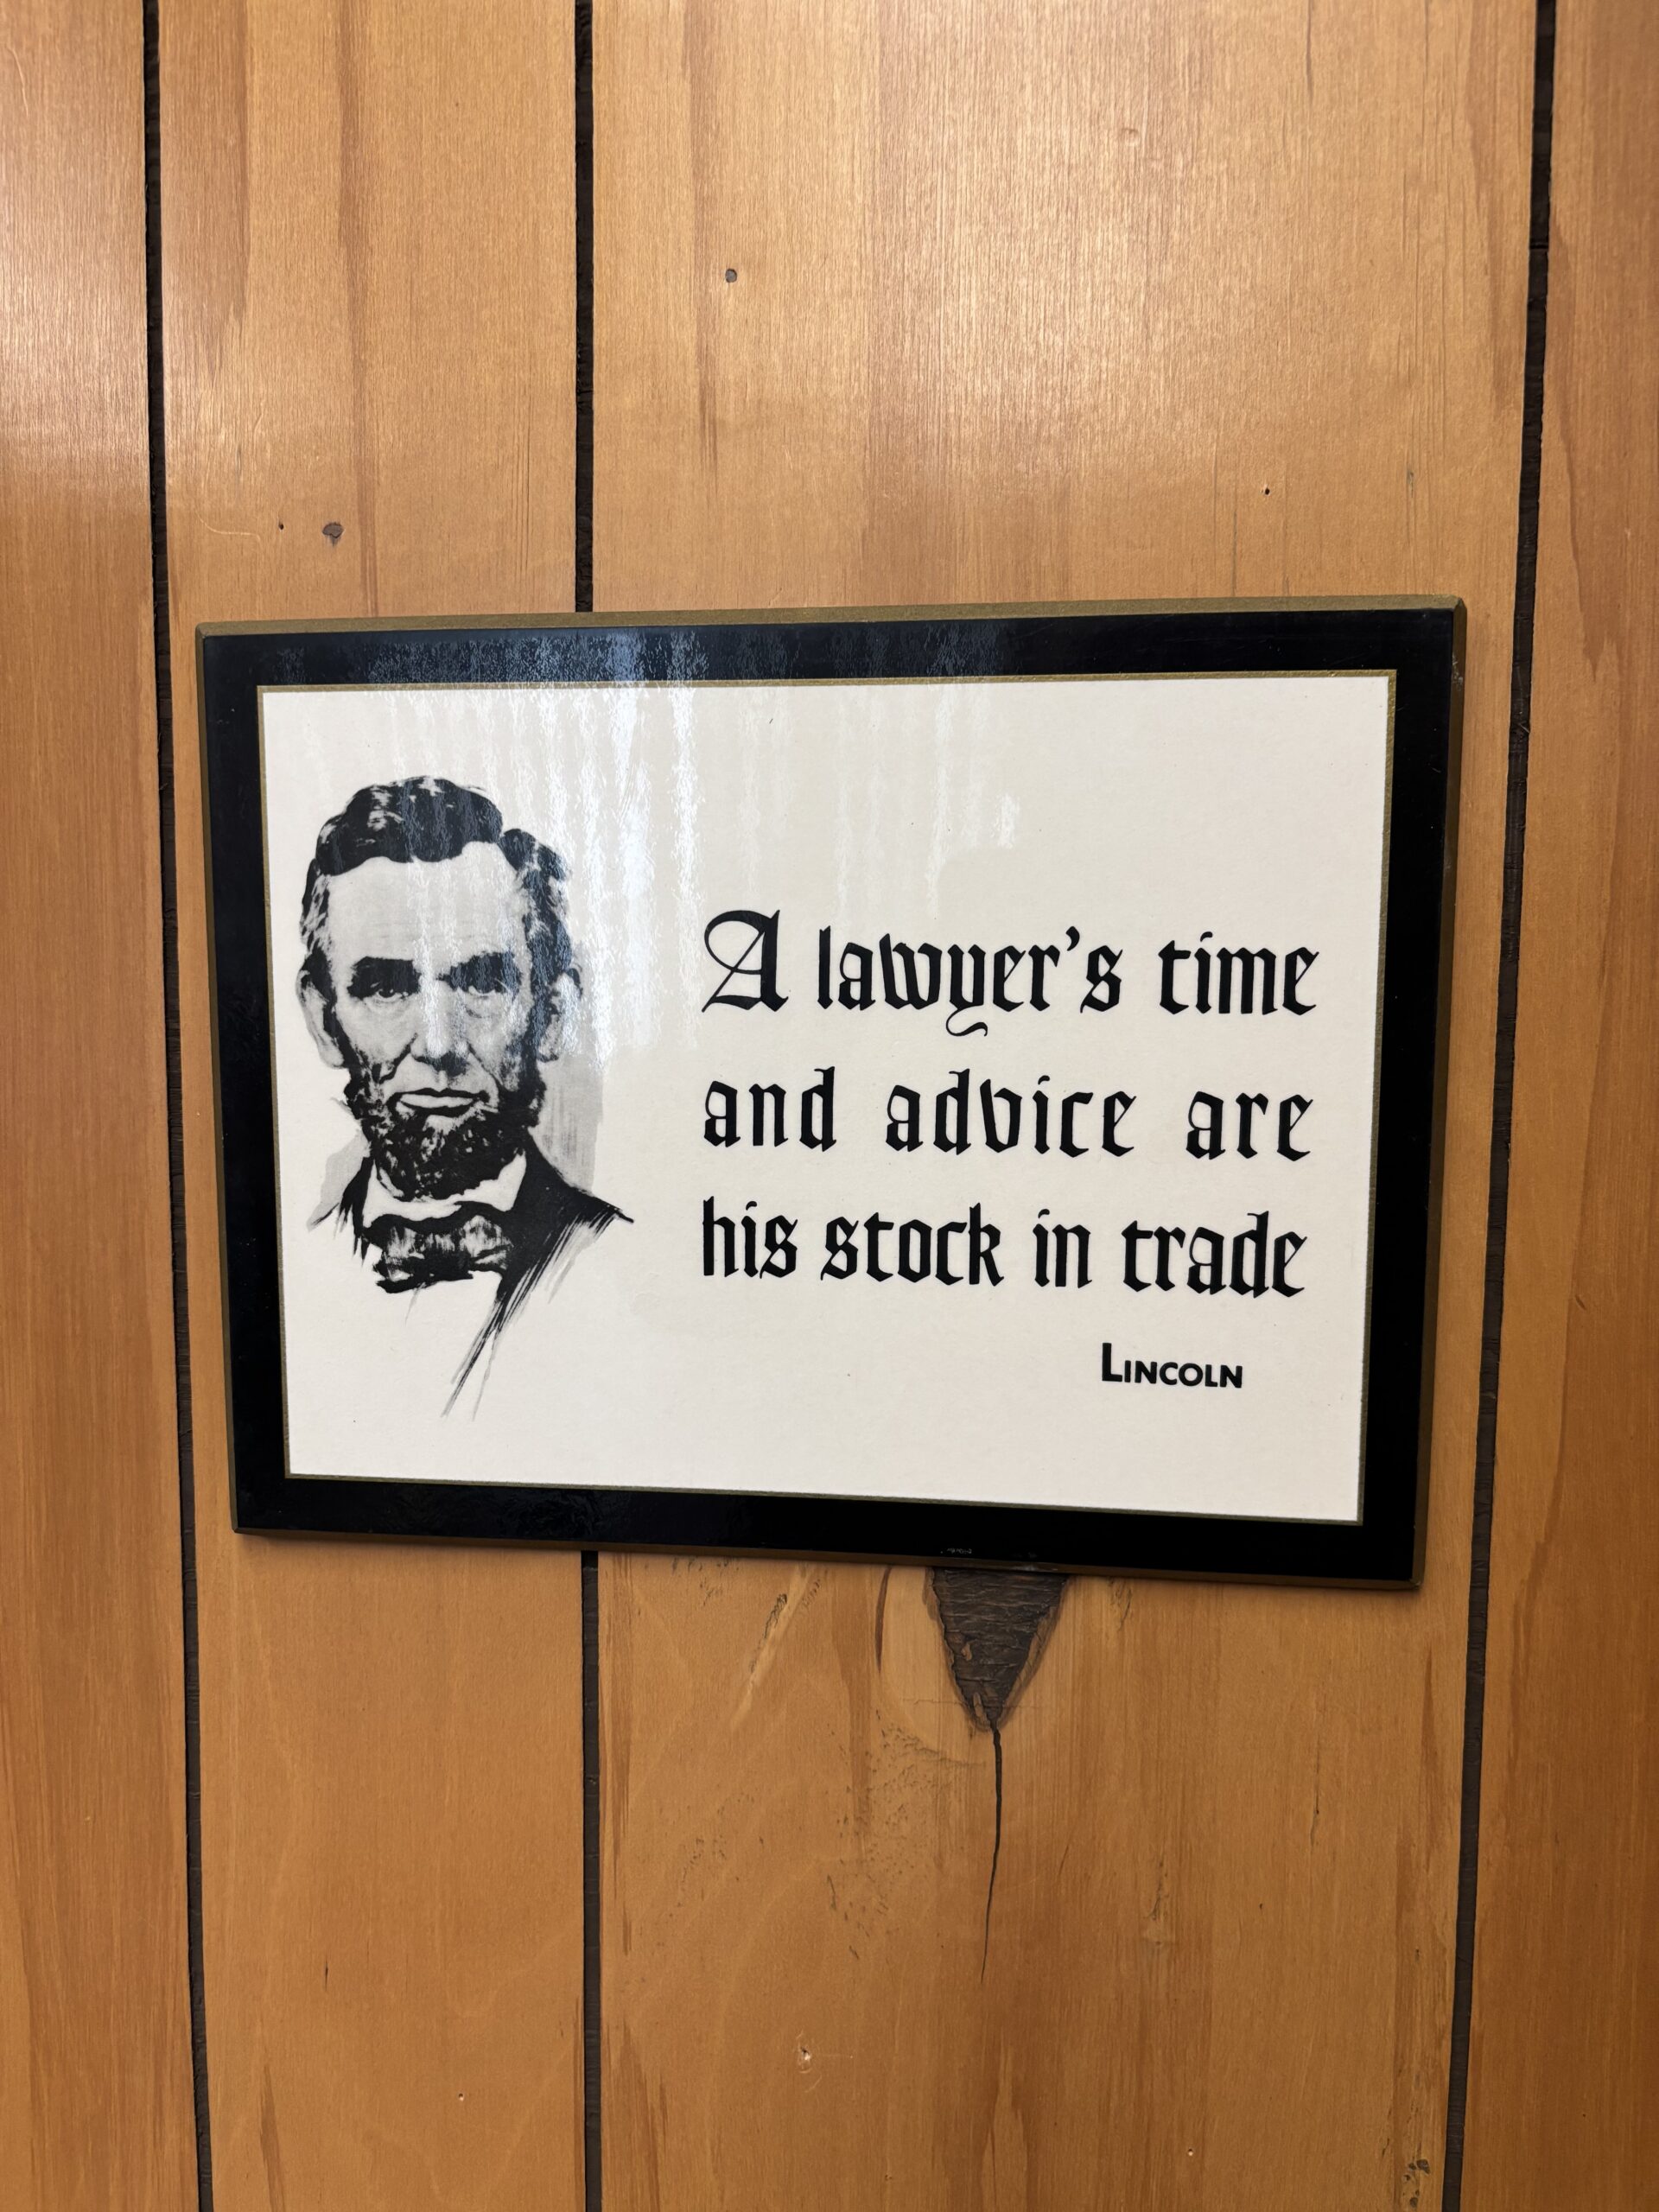 A lawyer's time
and advice are
his stock in trade
LINCOLN